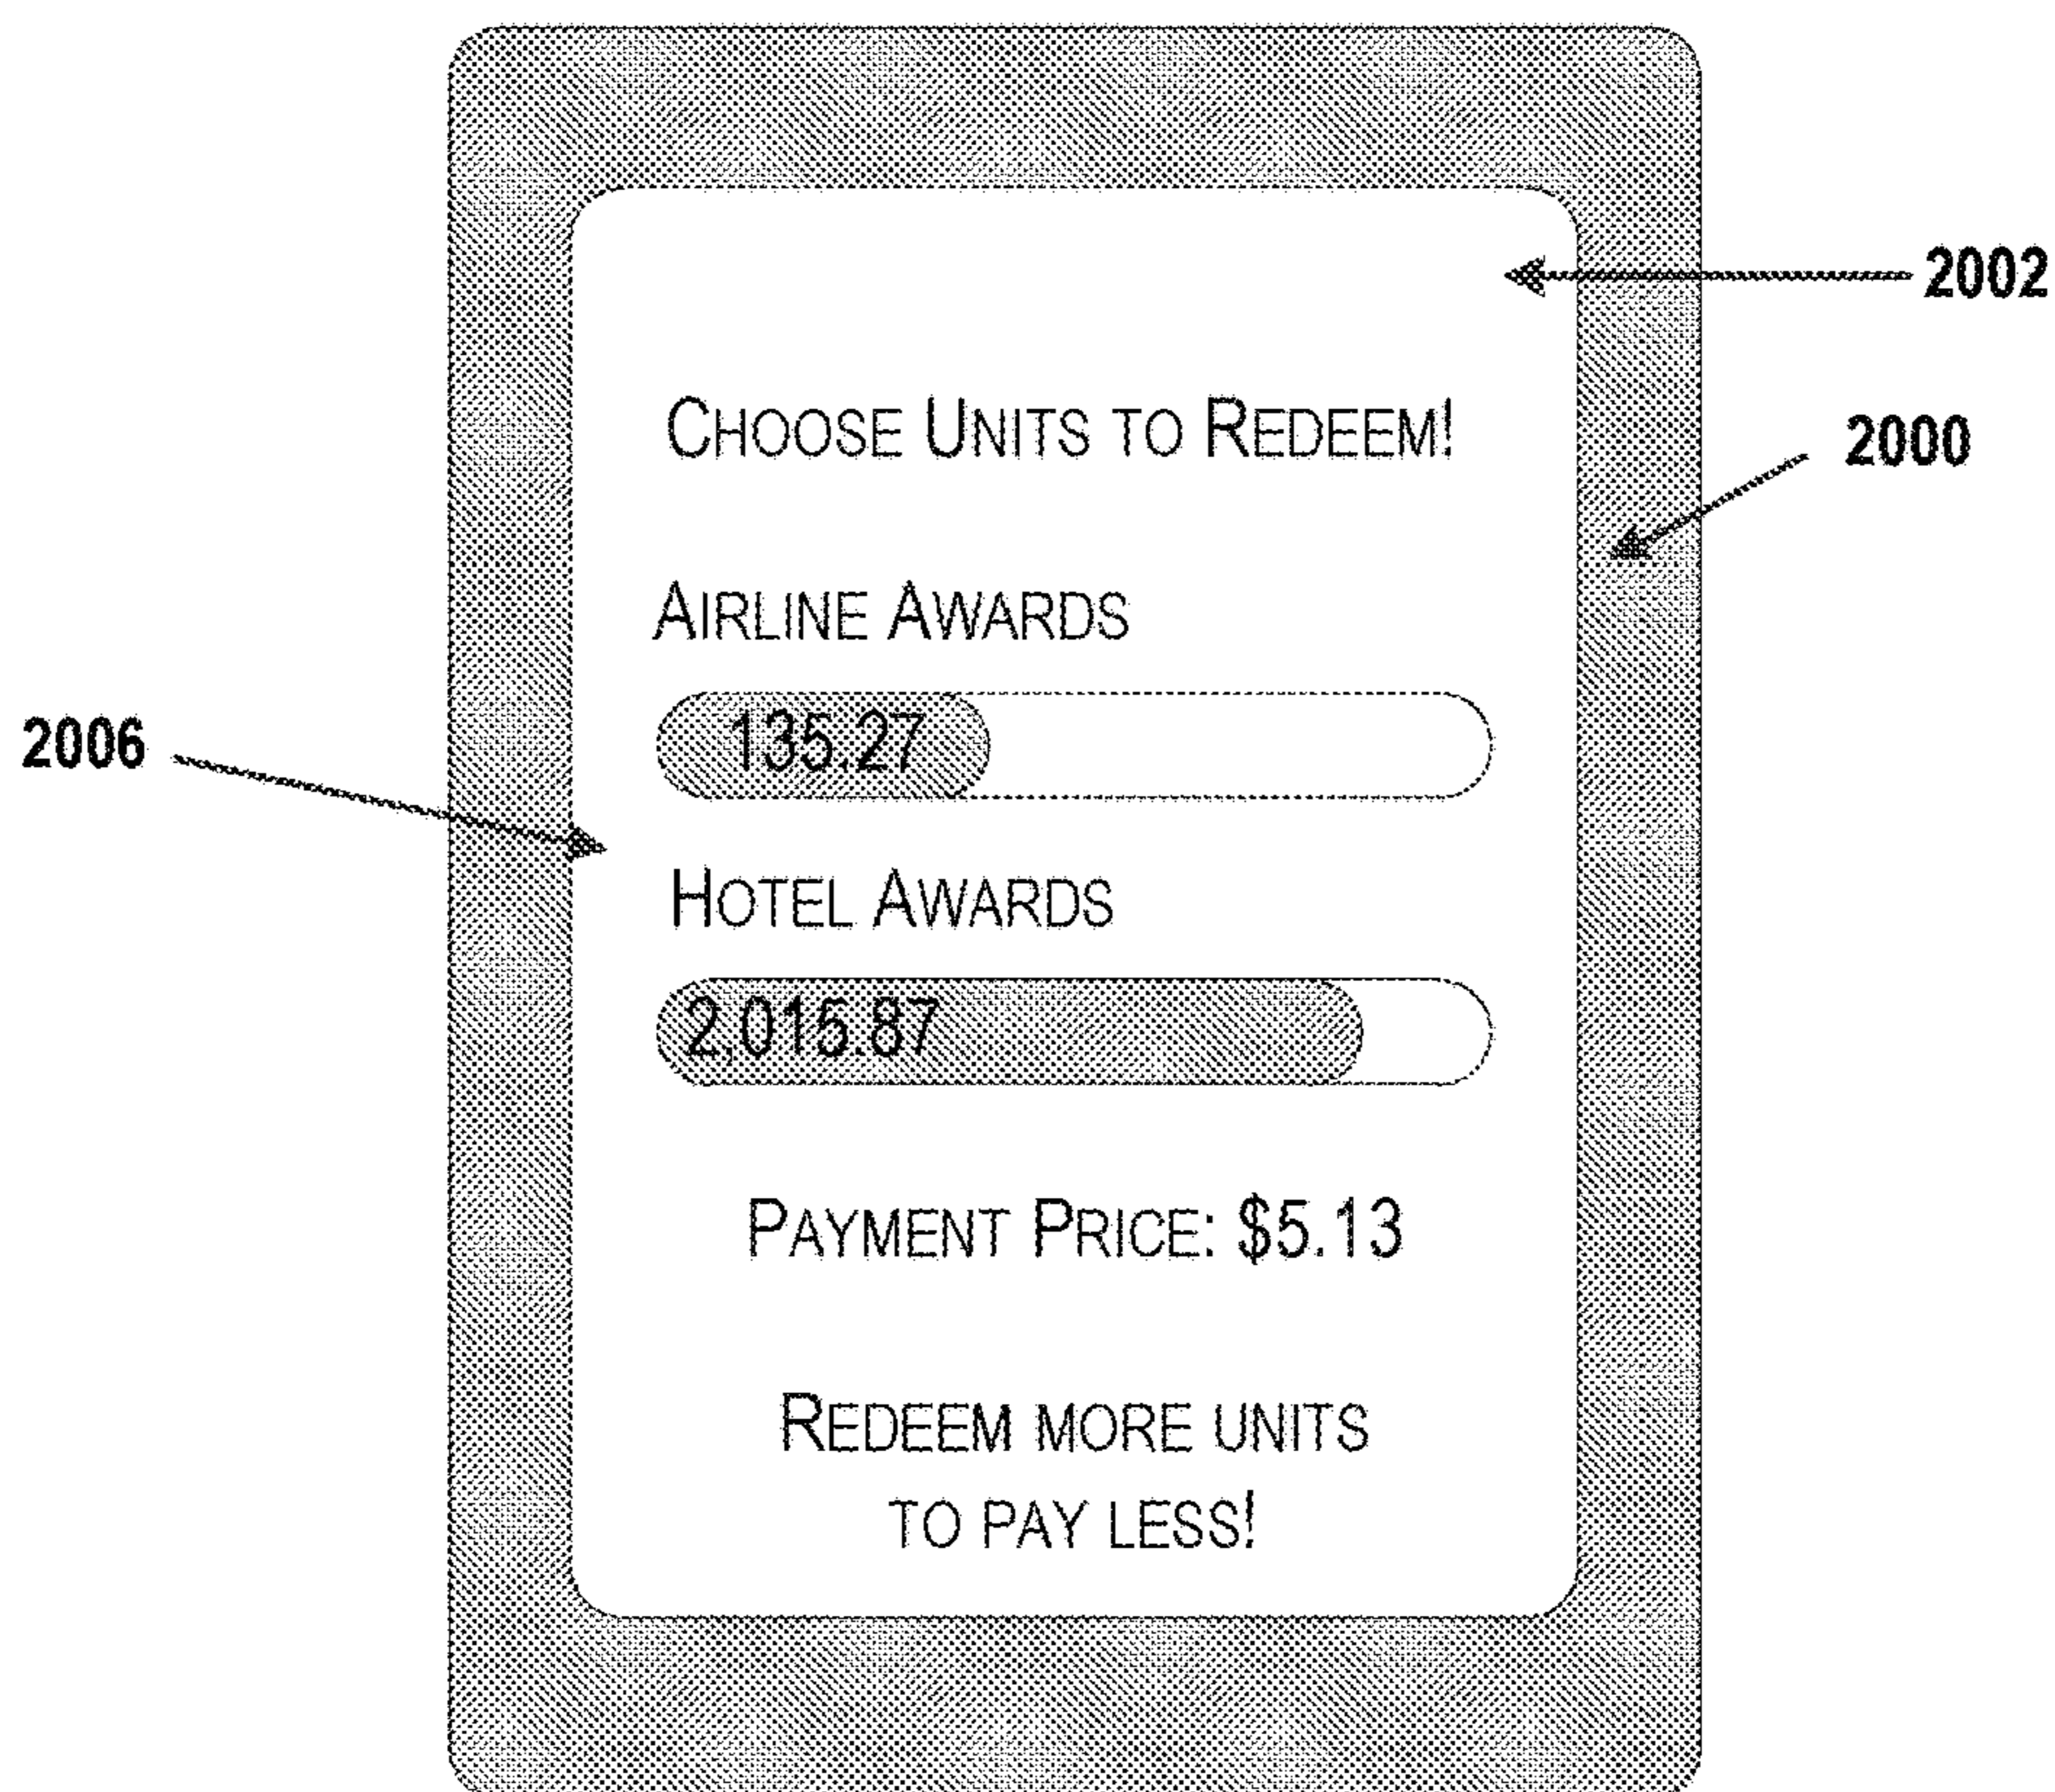 2002
CHOOSE UNITS TO REDEEM!
2000
AIRLINE AWARDS
135.27
2006
HOTEL AWARDS
2,015.87
PAYMENT PRICE: $5.13
REDEEM MORE UNITS
TO PAY LESS!